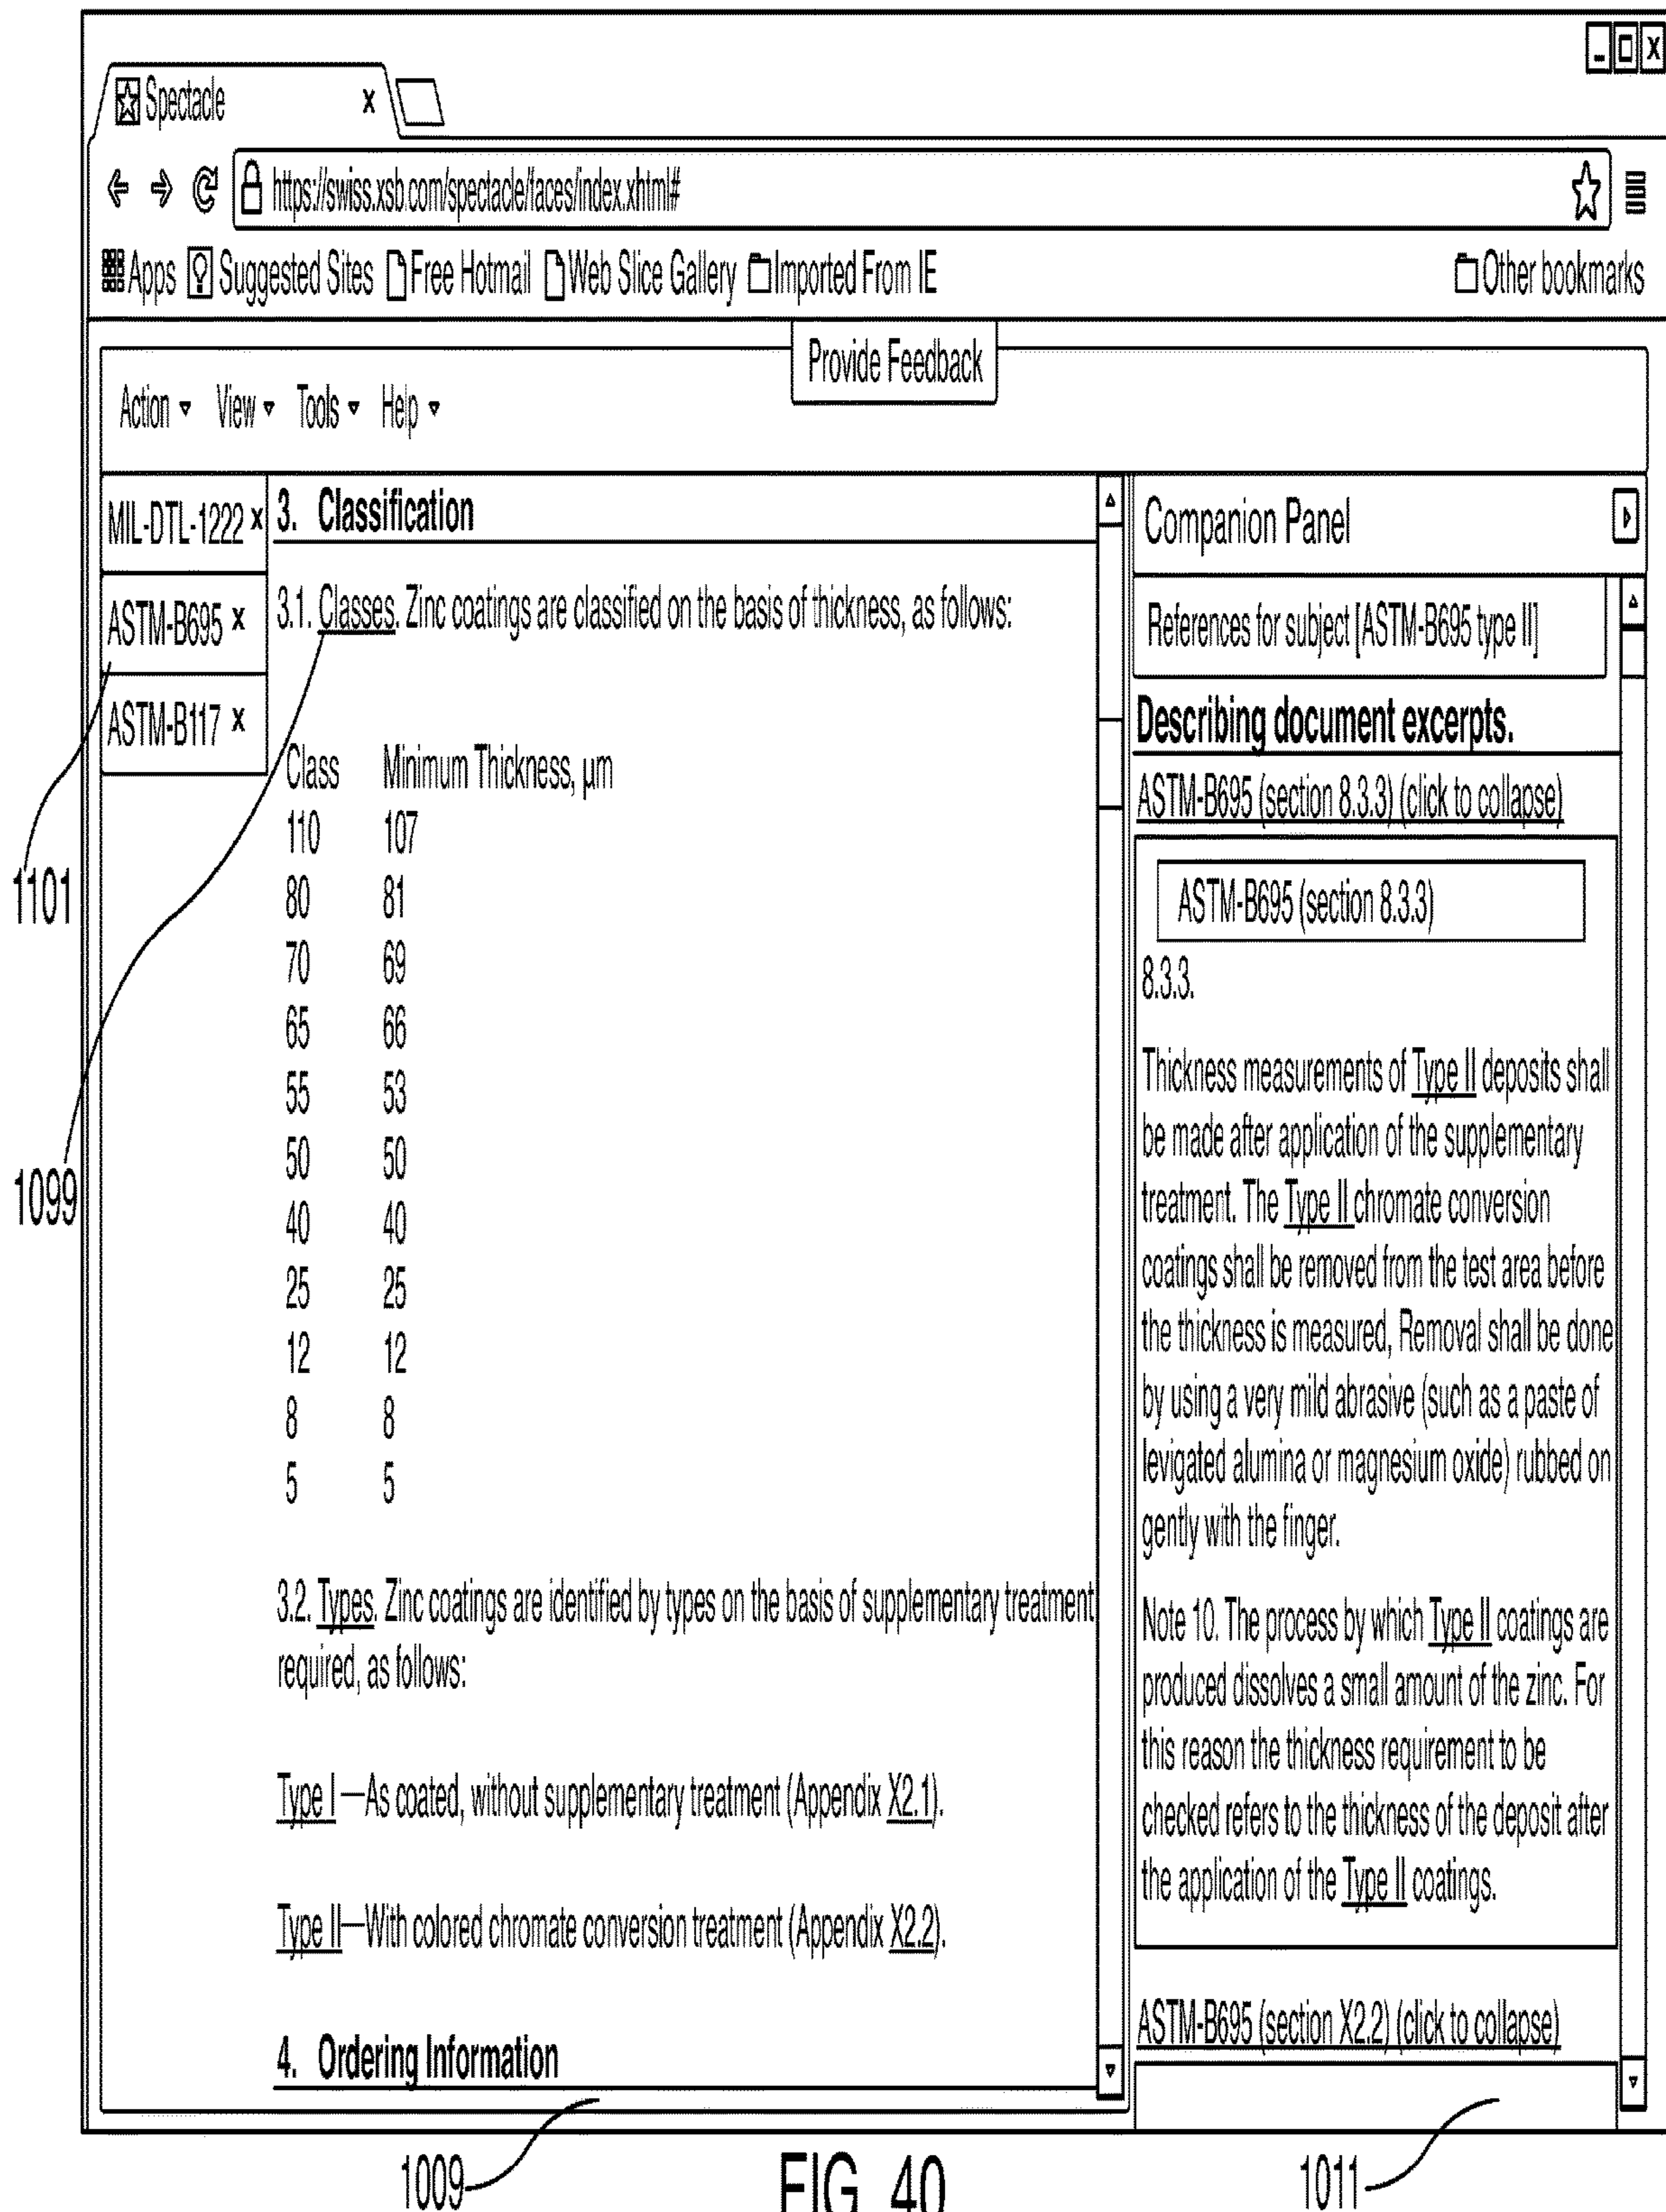 Spectacle x
https://swiss.xsb.com/spectacle/faces/index.xhtml#
Apps Suggested Sites Free Hotmail Web Slice Gallery Imported From IE Other bookmarks
Provide Feedback
Action View Tools Help
MIL-DTL-1222 x
ASTM-B695 x
ASTM-B117 x
1101
1099
3. Classification
3.1. Classes. Zinc coatings are classified on the basis of thickness, as follows:
Class Minimum Thickness, µm
110 107
80 81
70 69
65 66
55 53
50 50
40 40
25 25
12 12
8 8
5 5
3.2. Types. Zinc coatings are identified by types on the basis of supplementary treatment
required, as follows:
Type I—As coated, without supplementary treatment (Appendix X2.1).
Type II—With colored chromate conversion treatment (Appendix X2.2).
4. Ordering Information
Companion Panel
References for subject [ASTM-B695 type II]
Describing document excerpts.
ASTM-B695 (section 8.3.3) (click to collapse)
ASTM-B695 (section 8.3.3)
8.3.3.
Thickness measurements of Type II deposits shall
be made after application of the supplementary
treatment. The Type II chromate conversion
coatings shall be removed from the test area before
the thickness is measured, Removal shall be done
by using a very mild abrasive (such as a paste of
levigated alumina or magnesium oxide) rubbed on
gently with the finger.
Note 10. The process by which Type II coatings are
produced dissolves a small amount of the zinc. For
this reason the thickness requirement to be
checked refers to the thickness of the deposit after
the application of the Type II coatings.
ASTM-B695 (section X2.2) (click to collapse)
1009
1011
FIG. 40